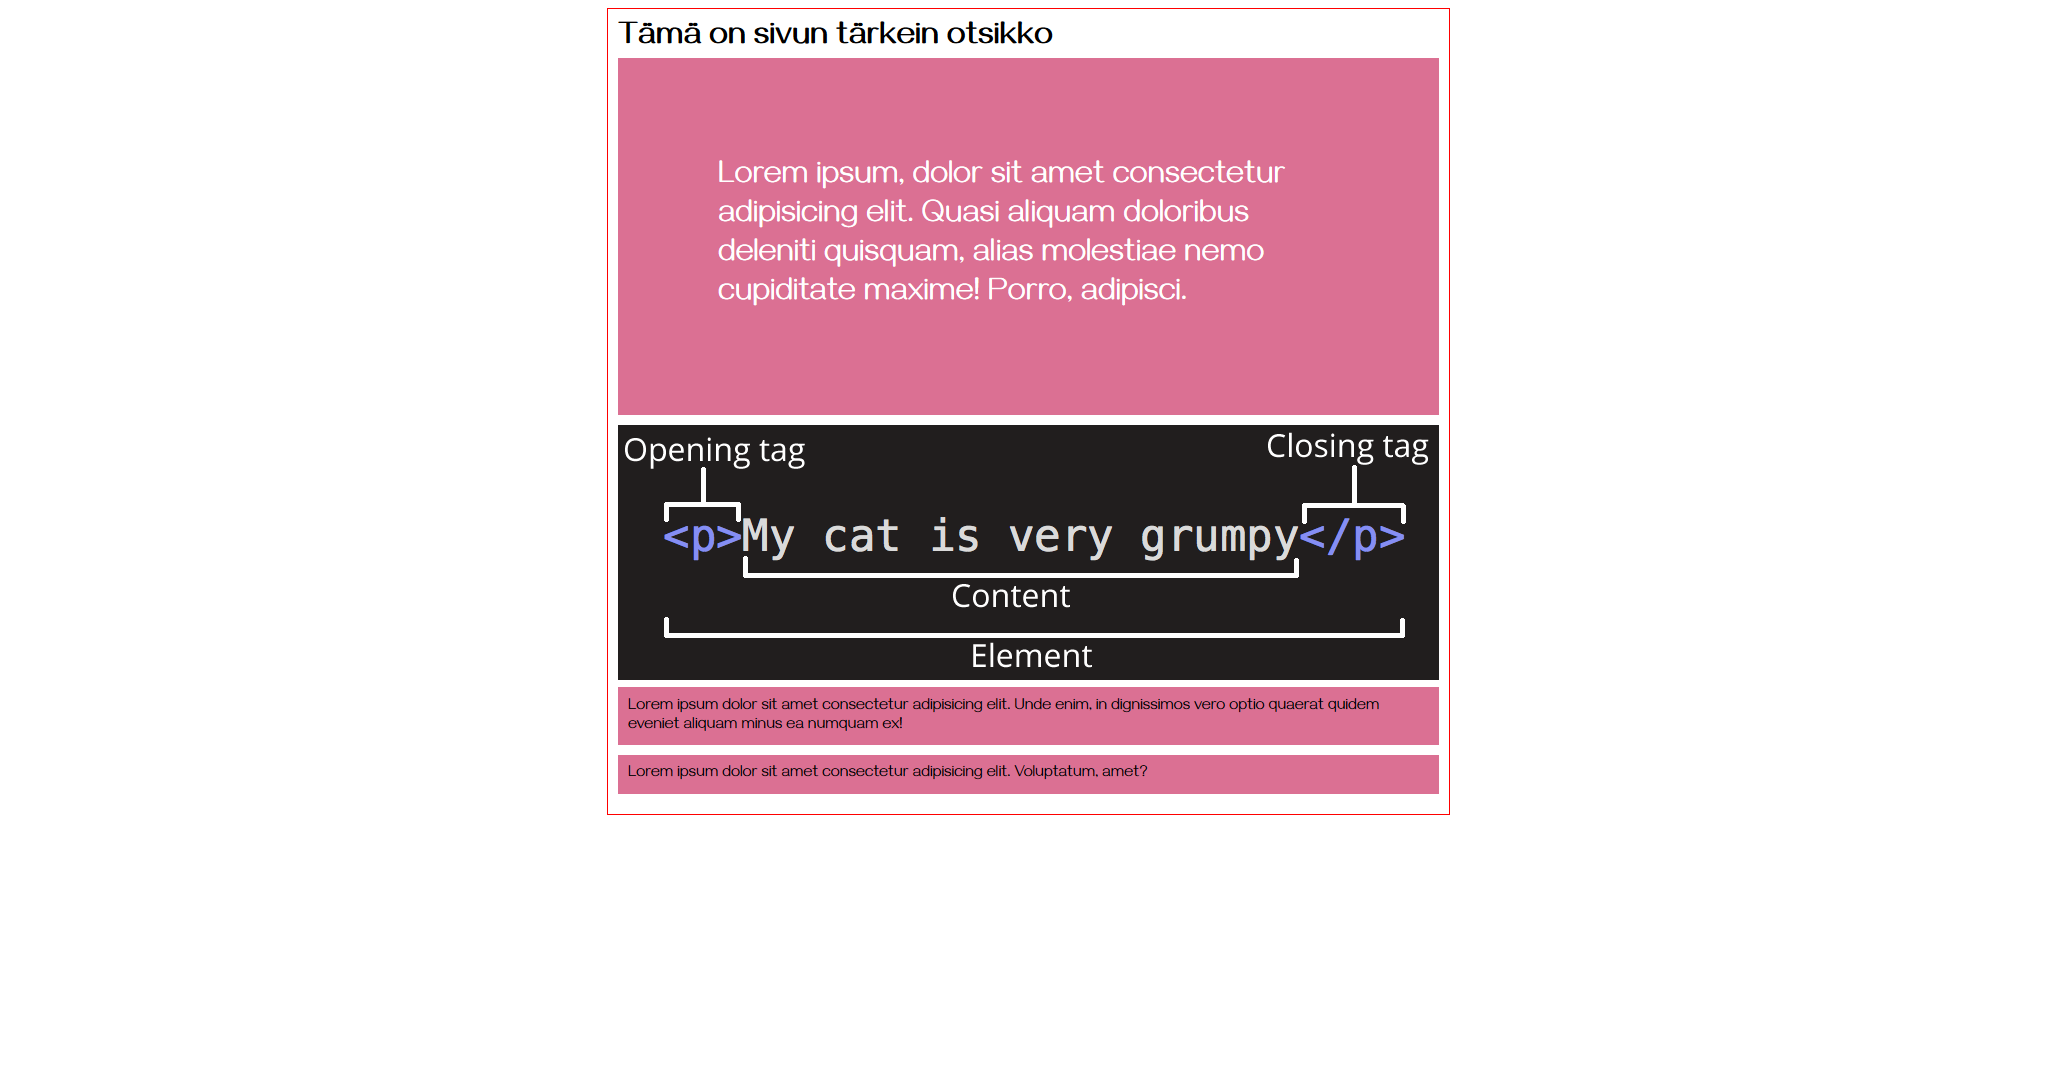 Tämä on sivun tärkein otsikko
Lorem ipsum, dolor sit amet consectetur
adipisicing elit. Quasi aliquam doloribus
deleniti quisquam, alias molestiae nemo
cupiditate maxime! Porro, adipisci.
Opening tag
Closing tag
<p>My cat is very grumpy</p>
Content
Element
Lorem ipsum dolor sit amet consectetur adipisicing elit. Unde enim, in dignissimos vero optio quaerat quidem
eveniet aliquam minus ea numquam ex!
Lorem ipsum dolor sit amet consectetur adipisicing elit. Voluptatum, amet?